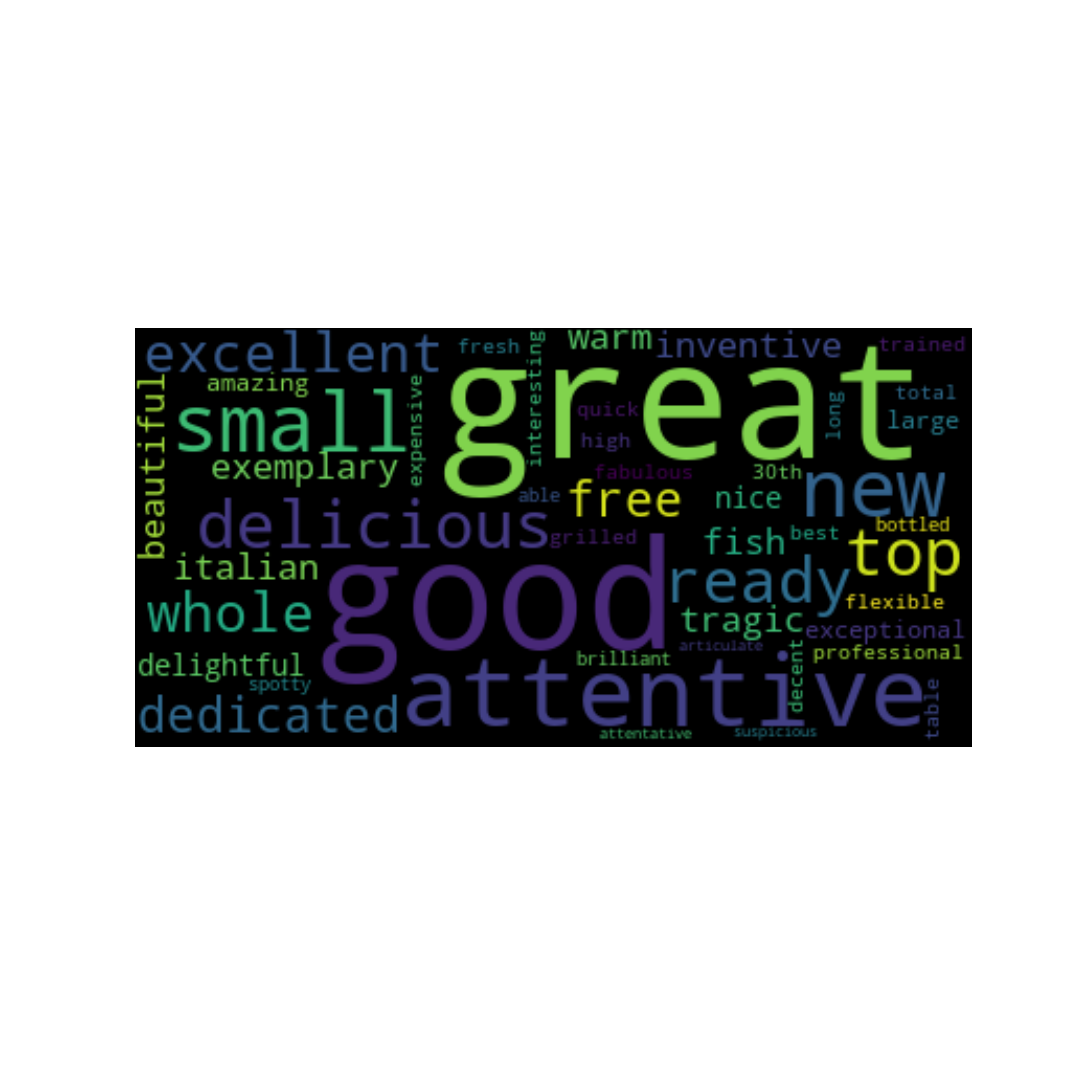 excellent
fresh
interesting
warm
inventive
trained
great
amazing
beautiful
small
expensive
quick
high
long
total
large
exemplary
fabulous
30th
new
able
free
nice
delicious
grilled
fish
best
bottled
top
italian
good
ready
flexible
whole
tragic
exceptional
articulate
professional
delightful
brilliant
decent
spotty
attentive
table
dedicated
attentative
suspicious